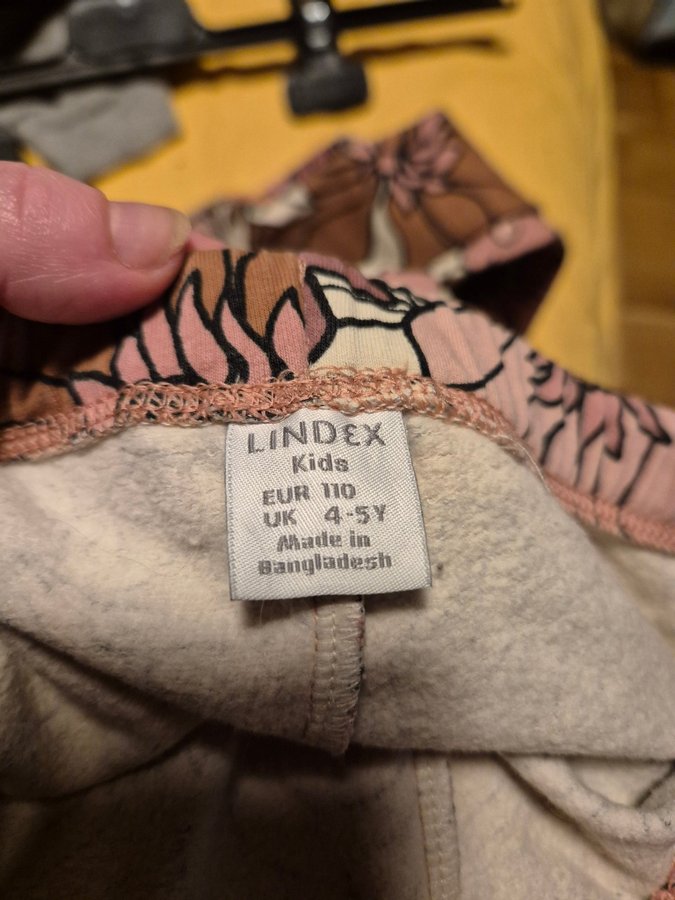 LINDEX
Kids
EUR 110
UK 4-5Y
Made in
Bangladesh